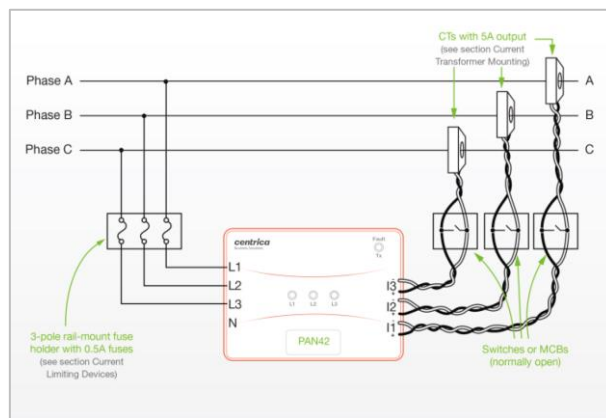 CTs with 5A output
(see section Current
Transformer Mounting)
Phase A
A
Phase B
B
Phase C
C
centrica
Fault
Tx
L1
L2
L3
N
L1
L2
L3
PAN42
I3
I2
I1
3-pole rail-mount fuse
holder with 0.5A fuses
(see section Current
Limiting Devices)
Switches or MCBs
(normally open)